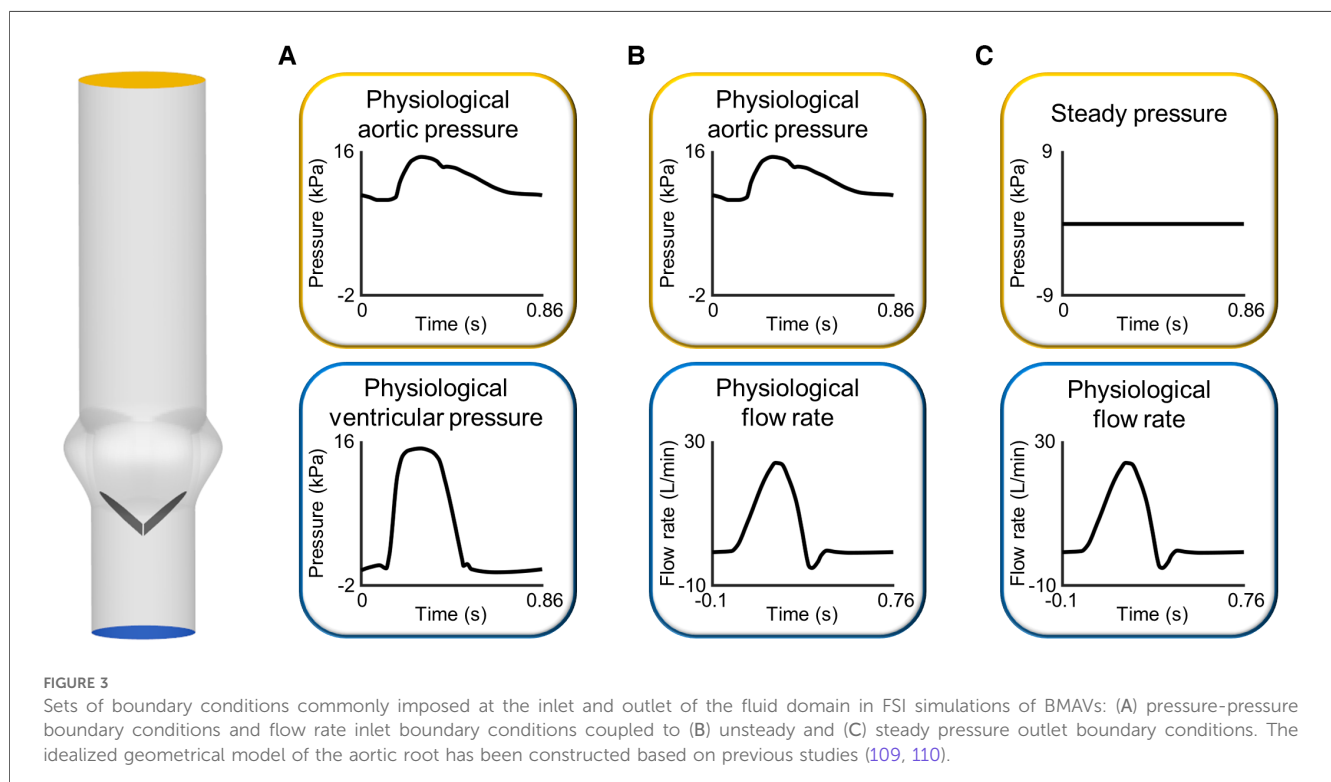 A
Physiological
aortic pressure
16
Pressure (kPa)
-2
0
0.86
Time (s)
Physiological
ventricular pressure
16
Pressure (kPa)
-2
0
0.86
Time (s)
B
Physiological
aortic pressure
16
Pressure (kPa)
-2
0
0.86
Time (s)
Physiological
flow rate
30
Flow rate (L/min)
-10
-0.1
0.76
Time (s)
C
Steady pressure
9
Pressure (kPa)
-9
0
0.86
Time (s)
Physiological
flow rate
30
Flow rate (L/min)
-10
-0.1
0.76
Time (s)
FIGURE 3
Sets of boundary conditions commonly imposed at the inlet and outlet of the fluid domain in FSI simulations of BMAVs: (A) pressure-pressure
boundary conditions and flow rate inlet boundary conditions coupled to (B) unsteady and (C) steady pressure outlet boundary conditions. The
idealized geometrical model of the aortic root has been constructed based on previous studies (109, 110).